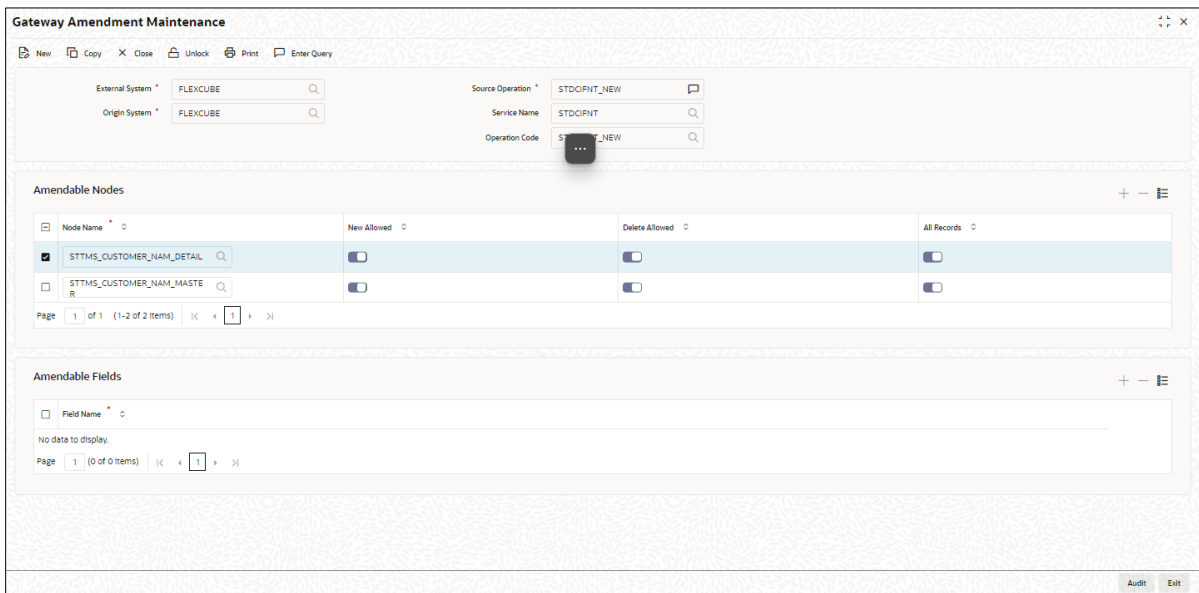 Gateway Amendment Maintenance
New Copy Close Unlock Print Enter Query
External System * FLEXCUBE Source Operation * STDCIFNT_NEW
Origin System * FLEXCUBE Service Name STDCIFNT
Operation Code T_NEW
Amendable Nodes
Node Name * New Allowed Delete Allowed All Records
STTMS_CUSTOMER_NAM_DETAIL
STTMS_CUSTOMER_NAM_MASTE
R
Page 1 of 1 (1-2 of 2 Items) 1
Amendable Fields
Field Name *
No data to display.
Page 1 (0 of 0 Items) 1
Audit Exit